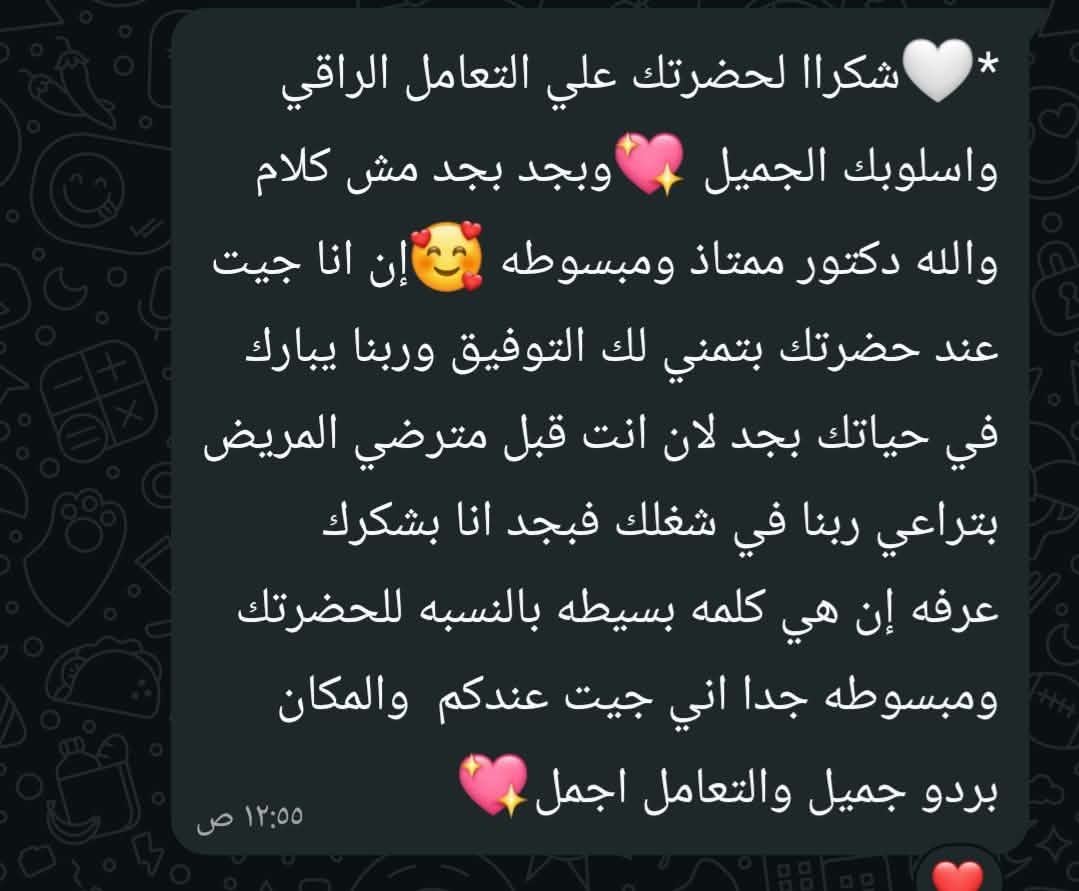 *🤍شكراا لحضرتك علي التعامل الراقي
واسلوبك الجميل 💖وبجد بجد مش كلام
والله دكتور ممتاذ ومبسوطه 🥰إن انا جيت
عند حضرتك بتمني لك التوفيق وربنا يبارك
في حياتك بجد لان انت قبل مترضي المريض
بتراعي ربنا في شغلك فبجد انا بشكرك
عرفه إن هي كلمه بسيطه بالنسبه للحضرتك
ومبسوطه جدا اني جيت عندكم  والمكان
بردو جميل والتعامل اجمل💖
١٢:٥٥ ص